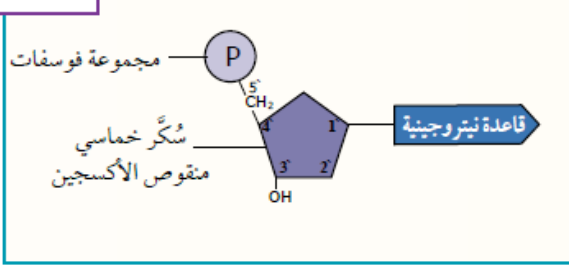 مجموعة فوسفات
P
5`
CH₂
4`
1`
قاعدة نيتروجينية
سُكَّر خماسي
منقوص الأكسجين
3`
2`
OH